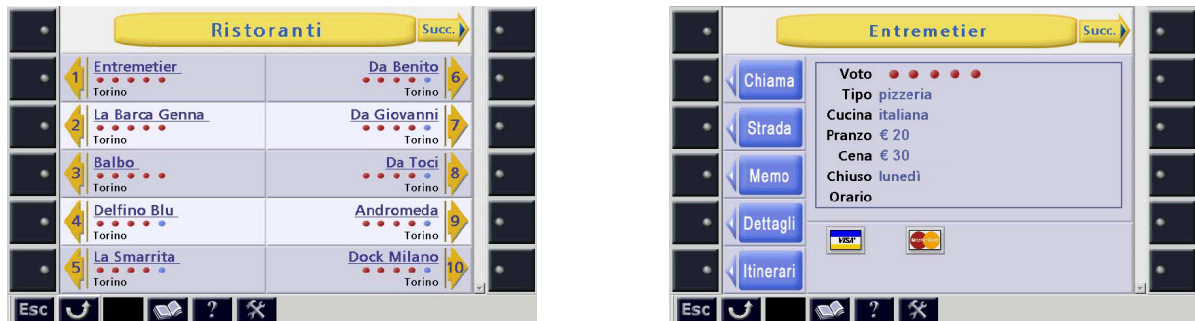 Ristoranti
Succ.
1 Entremetier
Torino
Da Benito 6
Torino
2 La Barca Genna
Torino
Da Giovanni 7
Torino
3 Balbo
Torino
Da Toci 8
Torino
4 Delfino Blu
Torino
Andromeda 9
Torino
5 La Smarrita
Torino
Dock Milano 10
Torino
Esc ?
Entremetier
Succ.
Chiama
Strada
Memo
Dettagli
Itinerari
Voto
Tipo pizzeria
Cucina italiana
Pranzo € 20
Cena € 30
Chiuso lunedì
Orario
VISA
MasterCard
Esc ?